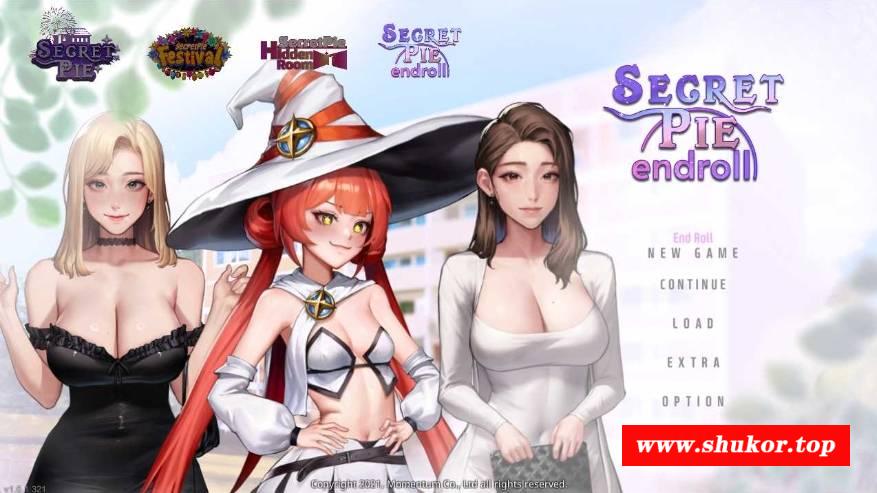 SECRET
PIE
SecretPie
Festival
SecretPie
Hidden
Room
SECRET
PIE
endroll
SECRET
PIE
endroll
End Roll
NEW GAME
CONTINUE
LOAD
EXTRA
OPTION
www.shukor.top
Copyright 2021, Momentum Co., Ltd all rights reserved.